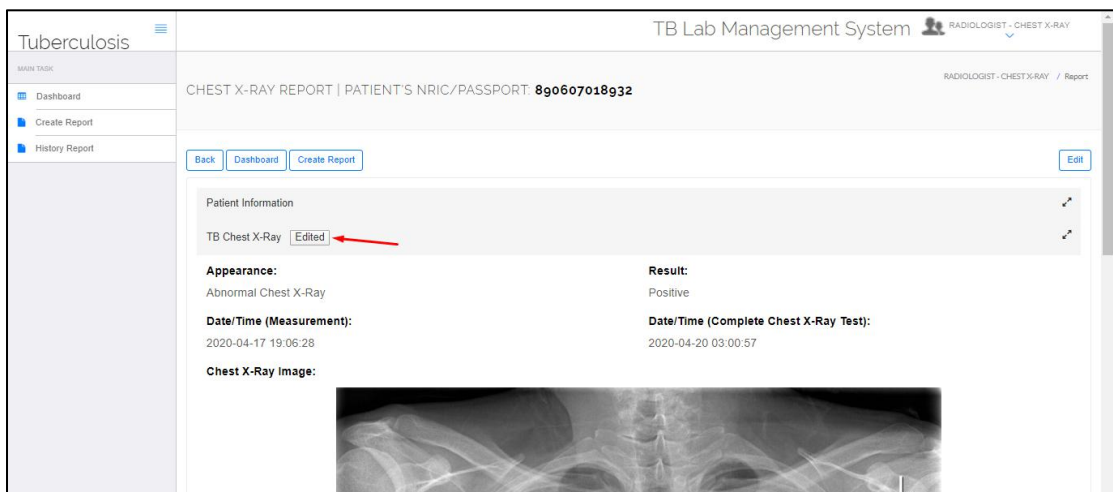 Tuberculosis
TB Lab Management System
RADIOLOGIST - CHEST X-RAY
MAIN TASK
Dashboard
Create Report
History Report
RADIOLOGIST - CHEST X-RAY / Report
CHEST X-RAY REPORT | PATIENT'S NRIC/PASSPORT: 890607018932
Back Dashboard Create Report Edit
Patient Information
TB Chest X-Ray Edited
Appearance: Result:
Abnormal Chest X-Ray Positive
Date/Time (Measurement): Date/Time (Complete Chest X-Ray Test):
2020-04-17 19:06:28 2020-04-20 03:00:57
Chest X-Ray Image: